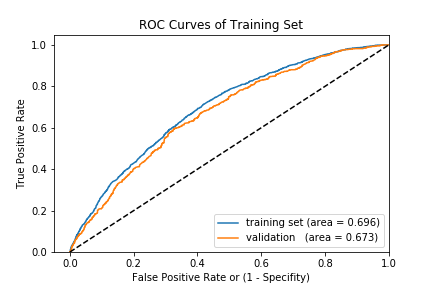 ROC Curves of Training Set
True Positive Rate
1.0
0.8
0.6
0.4
0.2
0.0
training set (area = 0.696)
validation   (area = 0.673)
0.0 0.2 0.4 0.6 0.8 1.0
False Positive Rate or (1 - Specifity)